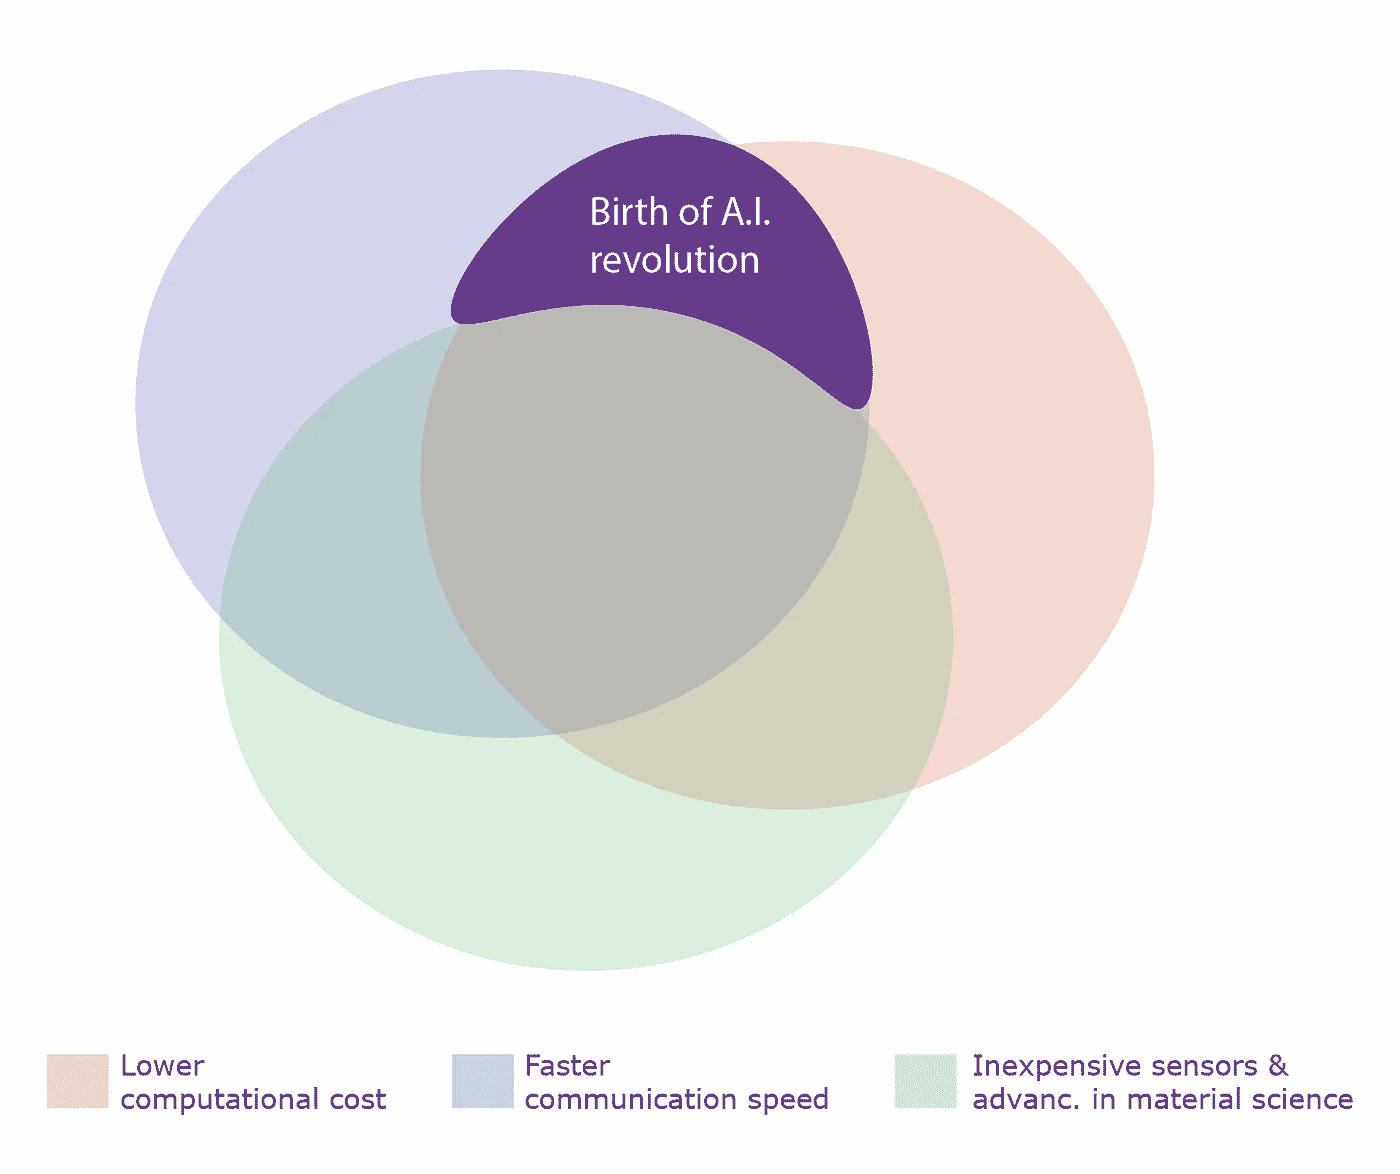 Birth of A.I.
revolution
Lower
computational cost
Faster
communication speed
Inexpensive sensors &
advanc. in material science